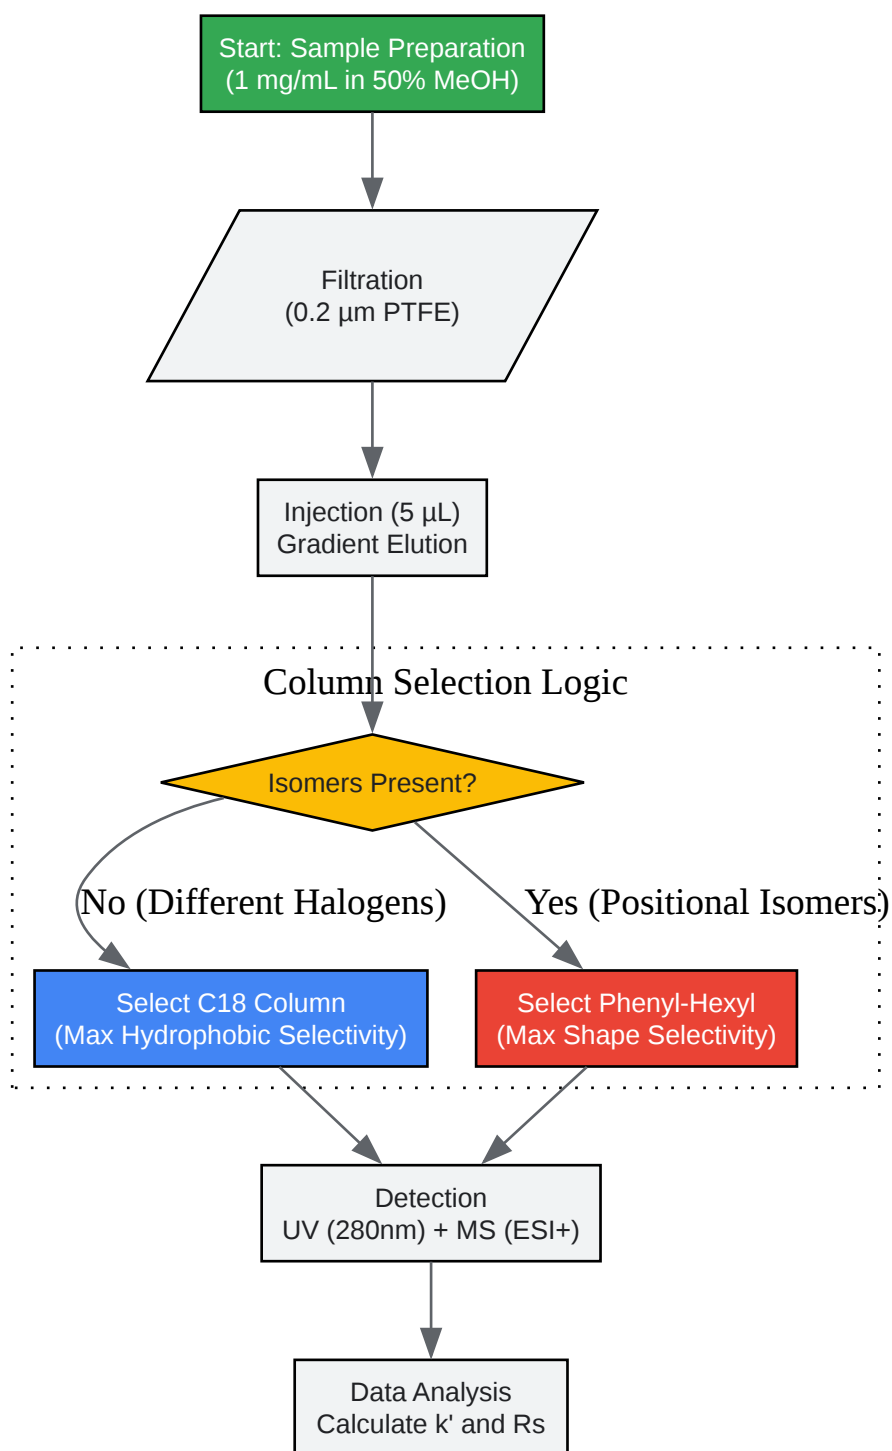 Start: Sample Preparation
(1 mg/mL in 50% MeOH)
Filtration
(0.2 µm PTFE)
Injection (5 µL)
Gradient Elution
Column Selection Logic
Isomers Present?
No (Different Halogens)
Yes (Positional Isomers)
Select C18 Column
(Max Hydrophobic Selectivity)
Select Phenyl-Hexyl
(Max Shape Selectivity)
Detection
UV (280nm) + MS (ESI+)
Data Analysis
Calculate k' and Rs